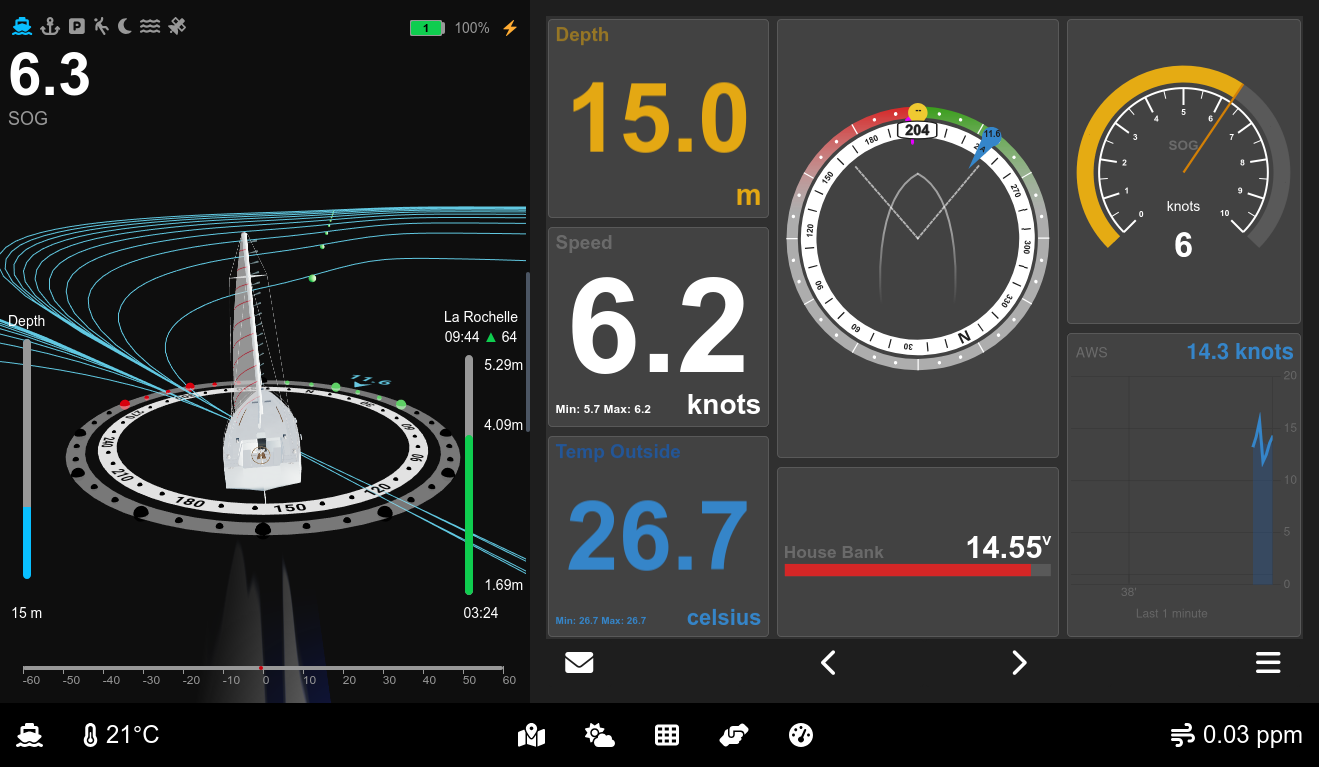 1
100%
6.3
SOG
Depth
La Rochelle
09:44 ▲ 64
5.29m
4.09m
1.69m
15 m
03:24
11.6
N
240
210
180
150
120
-60 -50 -40 -30 -20 -10 0 10 20 30 40 50 60
Depth
15.0
m
Speed
6.2
Min: 5.7 Max: 6.2
knots
Temp Outside
26.7
Min: 26.7 Max: 26.7
celsius
--
204
11.6
180
150
120
90
60
30
N
330
300
270
House Bank
14.55V
SOG
0
1
2
3
4
5
6
7
8
9
10
knots
6
AWS
14.3 knots
20
15
10
5
0
38'
Last 1 minute
21°C
0.03 ppm